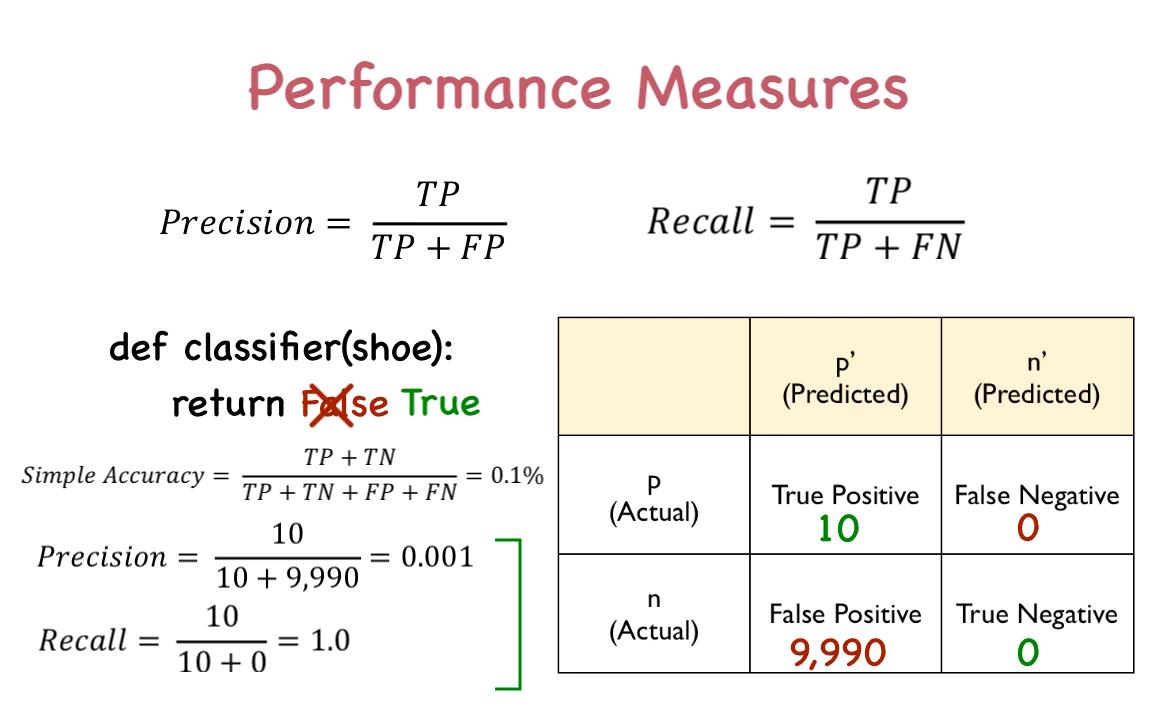 Performance Measures
Precision = TP / TP + FP
Recall = TP / TP + FN
def classifier(shoe):
return False True
Simple Accuracy = TP + TN / TP + TN + FP + FN = 0.1%
Precision = 10 / 10 + 9,990 = 0.001
Recall = 10 / 10 + 0 = 1.0
p’ (Predicted)
n’ (Predicted)
p (Actual)
True Positive
10
False Negative
0
n (Actual)
False Positive
9,990
True Negative
0